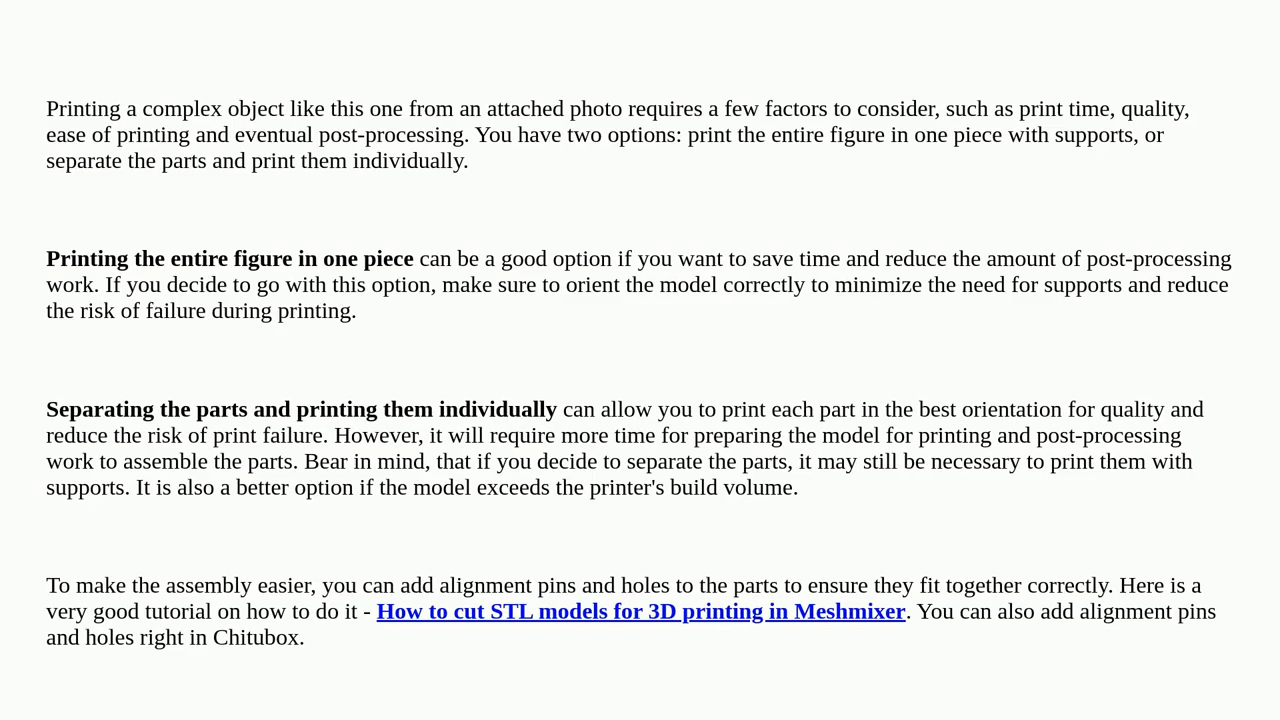 Printing a complex object like this one from an attached photo requires a few factors to consider, such as print time, quality,
ease of printing and eventual post-processing. You have two options: print the entire figure in one piece with supports, or
separate the parts and print them individually.
Printing the entire figure in one piece can be a good option if you want to save time and reduce the amount of post-processing
work. If you decide to go with this option, make sure to orient the model correctly to minimize the need for supports and reduce
the risk of failure during printing.
Separating the parts and printing them individually can allow you to print each part in the best orientation for quality and
reduce the risk of print failure. However, it will require more time for preparing the model for printing and post-processing
work to assemble the parts. Bear in mind, that if you decide to separate the parts, it may still be necessary to print them with
supports. It is also a better option if the model exceeds the printer's build volume.
To make the assembly easier, you can add alignment pins and holes to the parts to ensure they fit together correctly. Here is a
very good tutorial on how to do it - How to cut STL models for 3D printing in Meshmixer. You can also add alignment pins
and holes right in Chitubox.